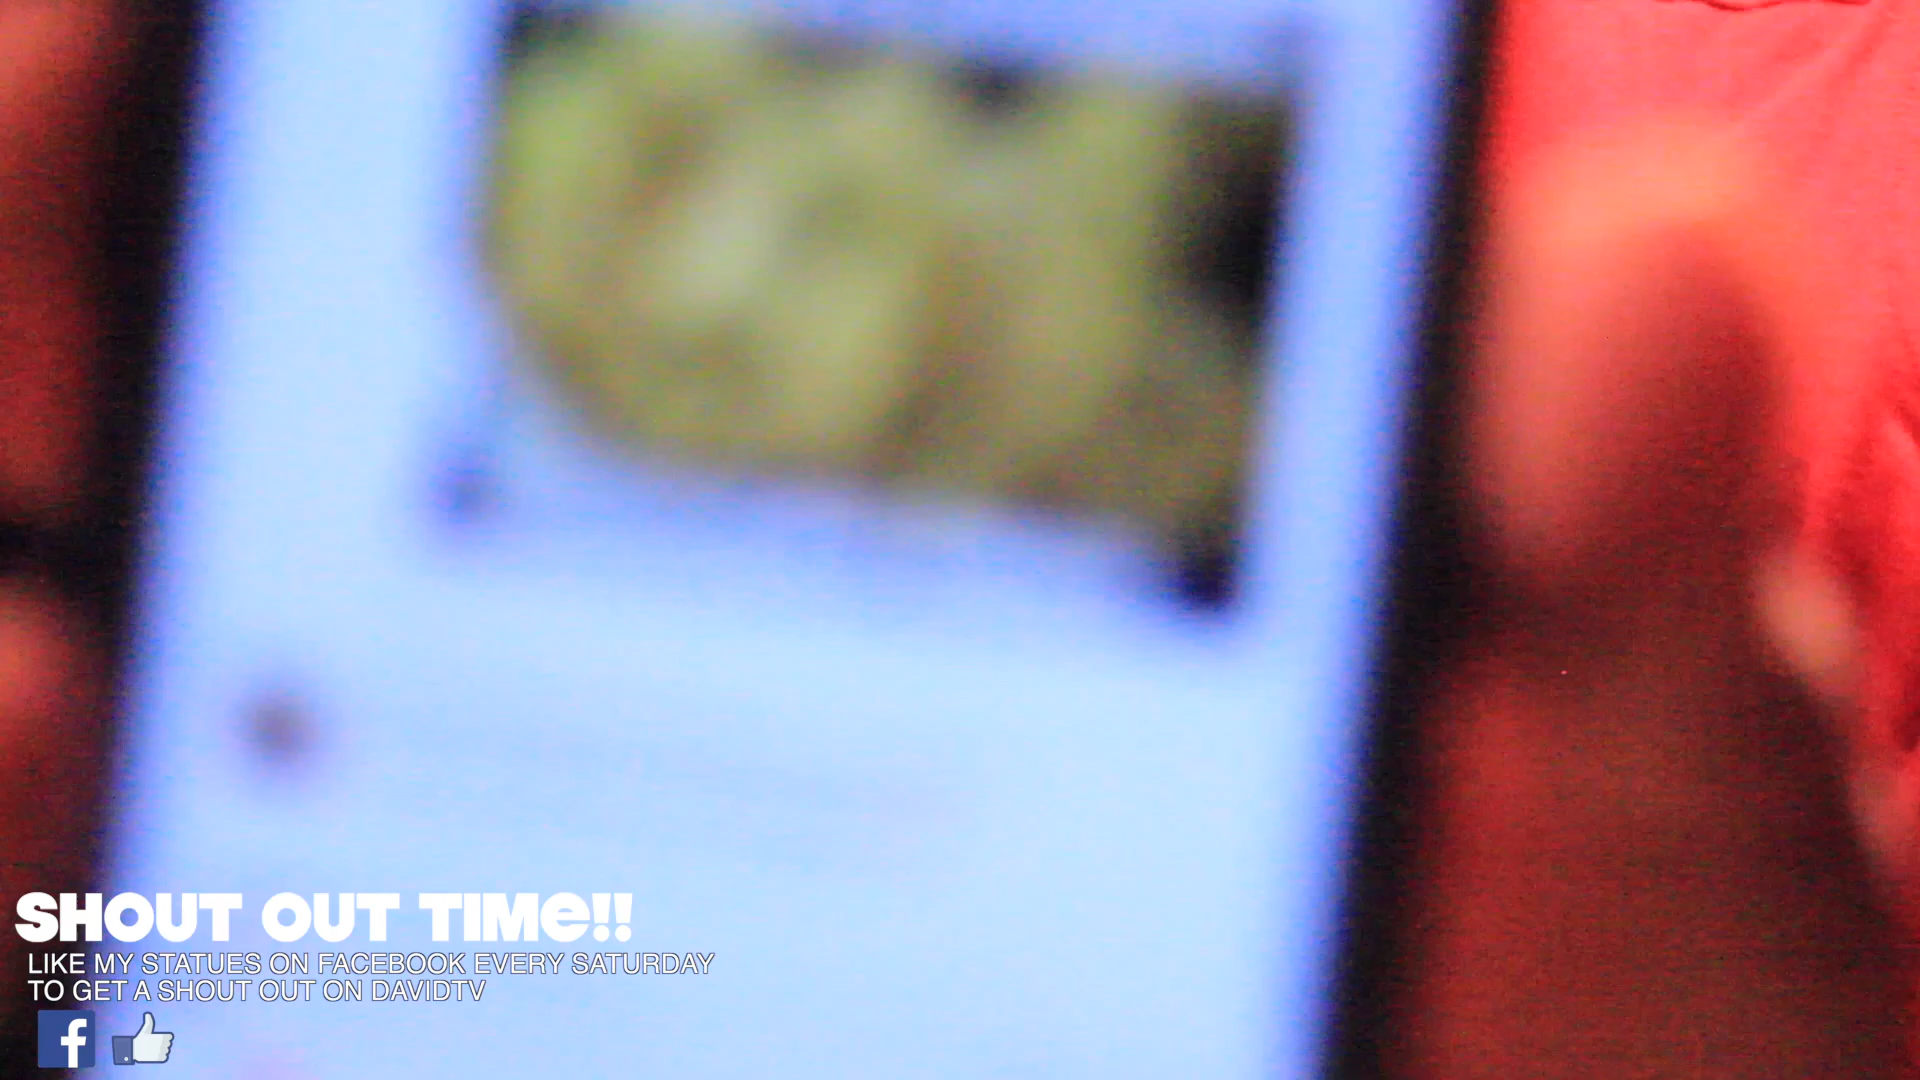 SHOUT OUT TIMe!!
LIKE MY STATUES ON FACEBOOK EVERY SATURDAY
TO GET A SHOUT OUT ON DAVIDTV
f